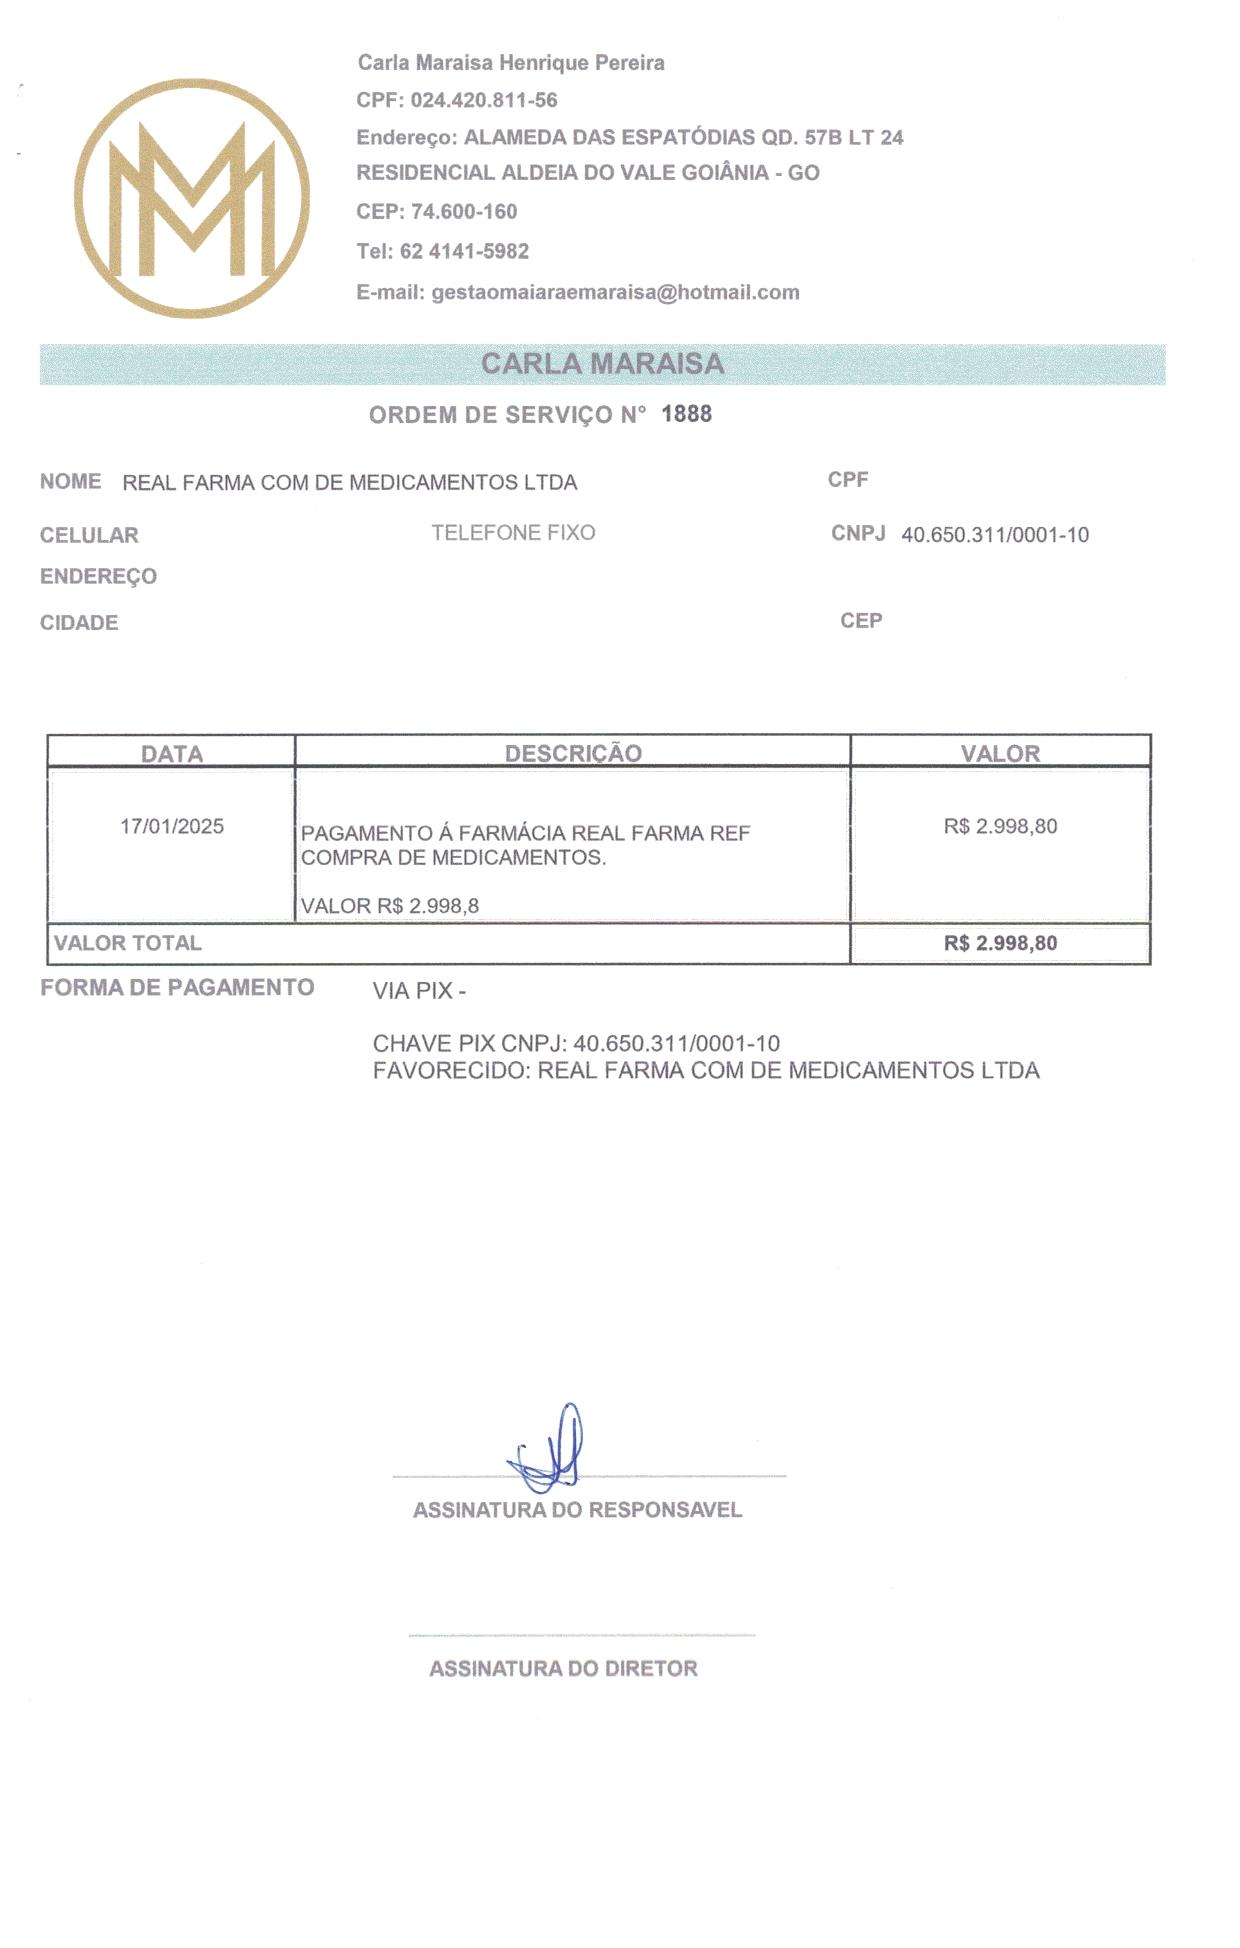 Carla Maraisa Henrique Pereira
CPF: 024.420.811-56
Endereço: ALAMEDA DAS ESPATÓDIAS QD. 57B LT 24
RESIDENCIAL ALDEIA DO VALE GOIÂNIA - GO
CEP: 74.600-160
Tel: 62 4141-5982
E-mail: gestaomaiaraemaraisa@hotmail.com
CARLA MARAISA
ORDEM DE SERVIÇO N° 1888
NOME REAL FARMA COM DE MEDICAMENTOS LTDA CPF
CELULAR TELEFONE FIXO CNPJ 40.650.311/0001-10
ENDEREÇO
CIDADE CEP
DATA DESCRIÇÃO VALOR
17/01/2025 PAGAMENTO Á FARMÁCIA REAL FARMA REF R$ 2.998,80
COMPRA DE MEDICAMENTOS.
VALOR R$ 2.998,8
VALOR TOTAL R$ 2.998,80
FORMA DE PAGAMENTO VIA PIX -
CHAVE PIX CNPJ: 40.650.311/0001-10
FAVORECIDO: REAL FARMA COM DE MEDICAMENTOS LTDA
ASSINATURA DO RESPONSAVEL
ASSINATURA DO DIRETOR